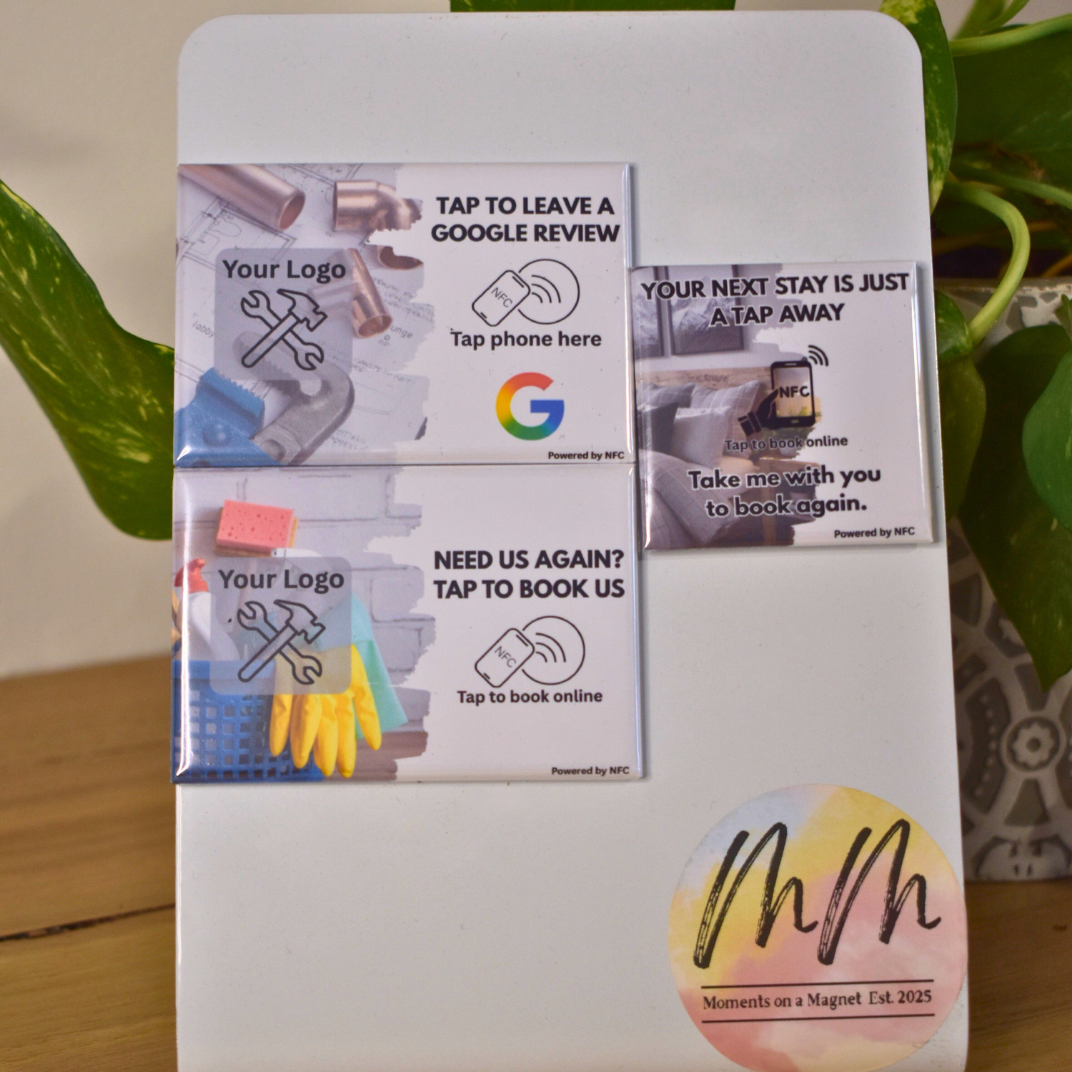 TAP TO LEAVE A
GOOGLE REVIEW
Your Logo
NFC
Tap phone here
G
Powered by NFC
YOUR NEXT STAY IS JUST
A TAP AWAY
NFC
Tap to book online
Take me with you
to book again.
Powered by NFC
NEED US AGAIN?
TAP TO BOOK US
Your Logo
NFC
Tap to book online
Powered by NFC
MM
Moments on a Magnet Est. 2025